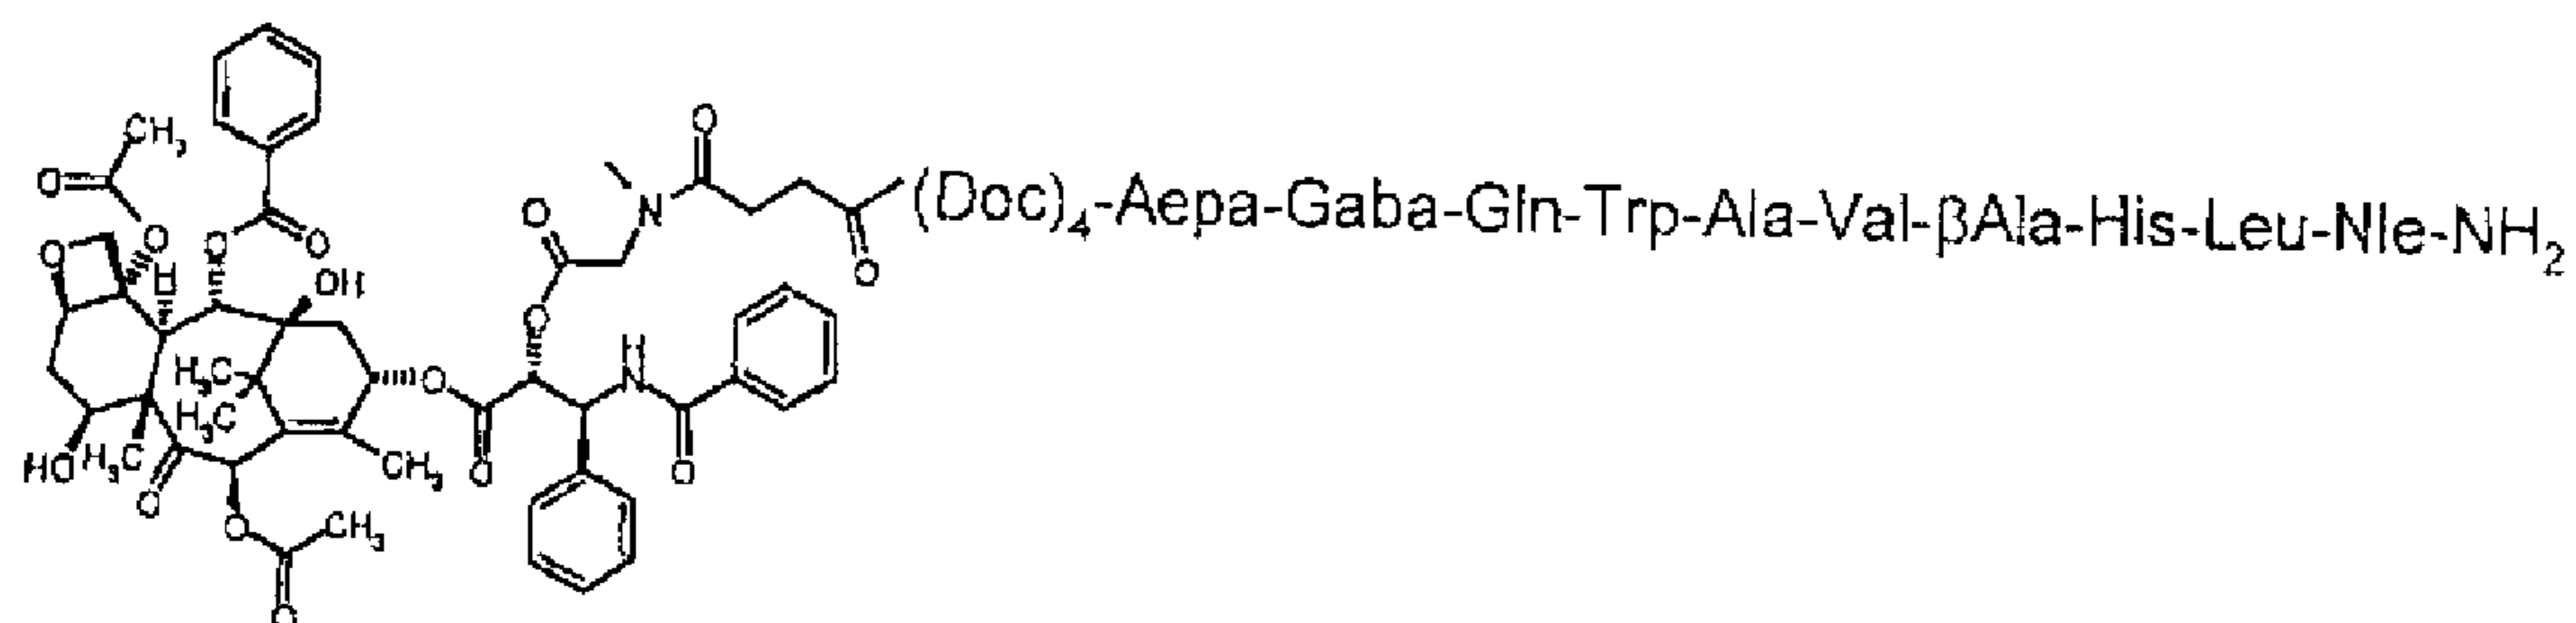 (Doc)4-Aepa-Gaba-Gln-Trp-Ala-Val-βAla-His-Leu-Nle-NH2
O
CH3
O
O
N
O
O
O
O
O
O
H
OH
O
O
H
N
H3C
H3C
O
HO
H3C
O
CH3
O
O
O
CH3
O